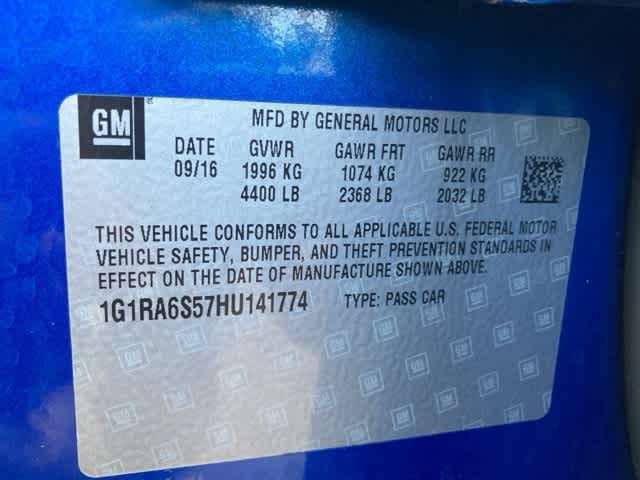 GM ® MFD BY GENERAL MOTORS LLC
DATE GVWR GAWR FRT GAWR RR
09/16 1996 KG 1074 KG 922 KG
4400 LB 2368 LB 2032 LB
THIS VEHICLE CONFORMS TO ALL APPLICABLE U.S. FEDERAL MOTOR
VEHICLE SAFETY, BUMPER, AND THEFT PREVENTION STANDARDS IN
EFFECT ON THE DATE OF MANUFACTURE SHOWN ABOVE.
1G1RA6S57HU141774 TYPE: PASS CAR